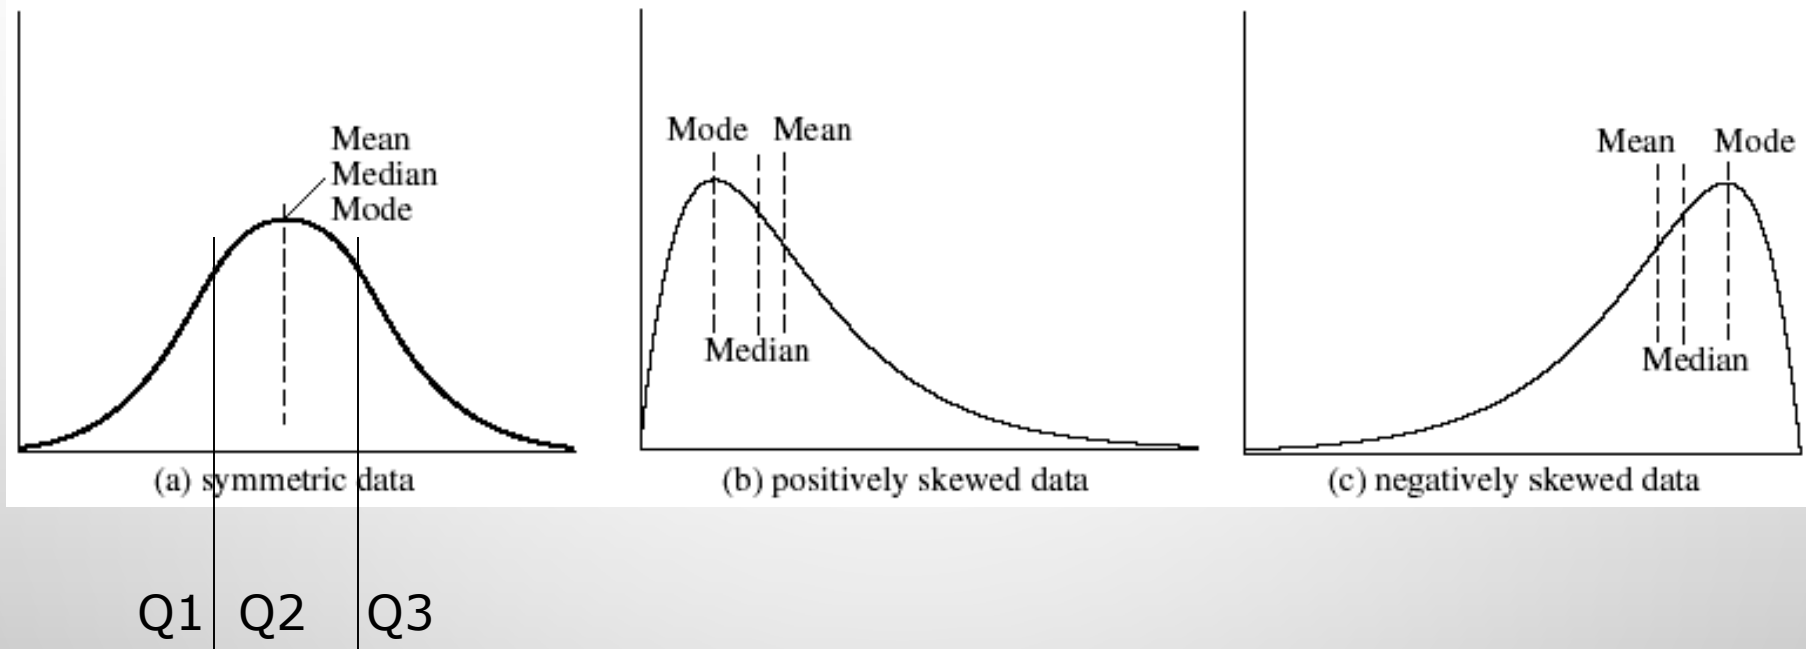 Mean
Median
Mode
(a) symmetric data
Q1 Q2 Q3
Mode Mean
Median
(b) positively skewed data
Mean Mode
Median
(c) negatively skewed data